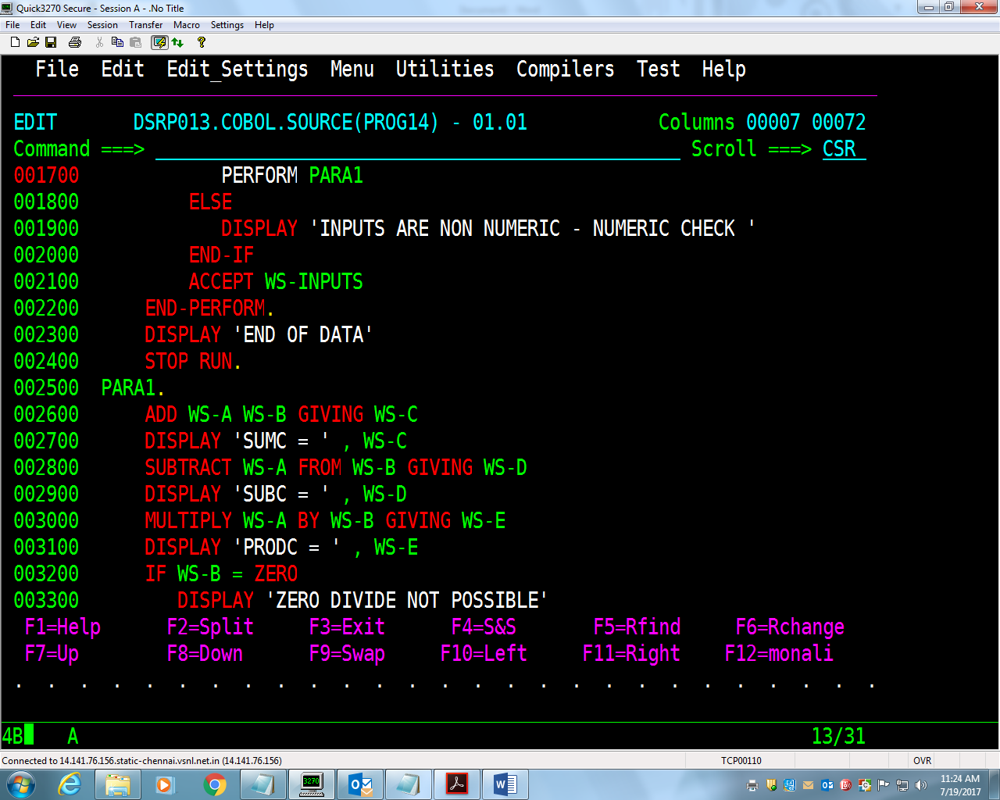 Quick3270 Secure - Session A - .No Title
File Edit View Session Transfer Macro Settings Help
File Edit Edit_Settings Menu Utilities Compilers Test Help
EDIT DSRP013.COBOL.SOURCE(PROG14) - 01.01 Columns 00007 00072
Command ===> Scroll ===> CSR
001700 PERFORM PARA1
001800 ELSE
001900 DISPLAY 'INPUTS ARE NON NUMERIC - NUMERIC CHECK '
002000 END-IF
002100 ACCEPT WS-INPUTS
002200 END-PERFORM.
002300 DISPLAY 'END OF DATA'
002400 STOP RUN.
002500 PARA1.
002600 ADD WS-A WS-B GIVING WS-C
002700 DISPLAY 'SUMC = ' , WS-C
002800 SUBTRACT WS-A FROM WS-B GIVING WS-D
002900 DISPLAY 'SUBC = ' , WS-D
003000 MULTIPLY WS-A BY WS-B GIVING WS-E
003100 DISPLAY 'PRODC = ' , WS-E
003200 IF WS-B = ZERO
003300 DISPLAY 'ZERO DIVIDE NOT POSSIBLE'
F1=Help F2=Split F3=Exit F4=S&S F5=Rfind F6=Rchange
F7=Up F8=Down F9=Swap F10=Left F11=Right F12=monali
. . . . . . . . . . . . . . . . . . . . . . . . . . .
4B A 13/31
Connected to 14.141.76.156.static-chennai.vsnl.net.in (14.141.76.156) TCP00110 OVR
3270
11:24 AM
7/19/2017